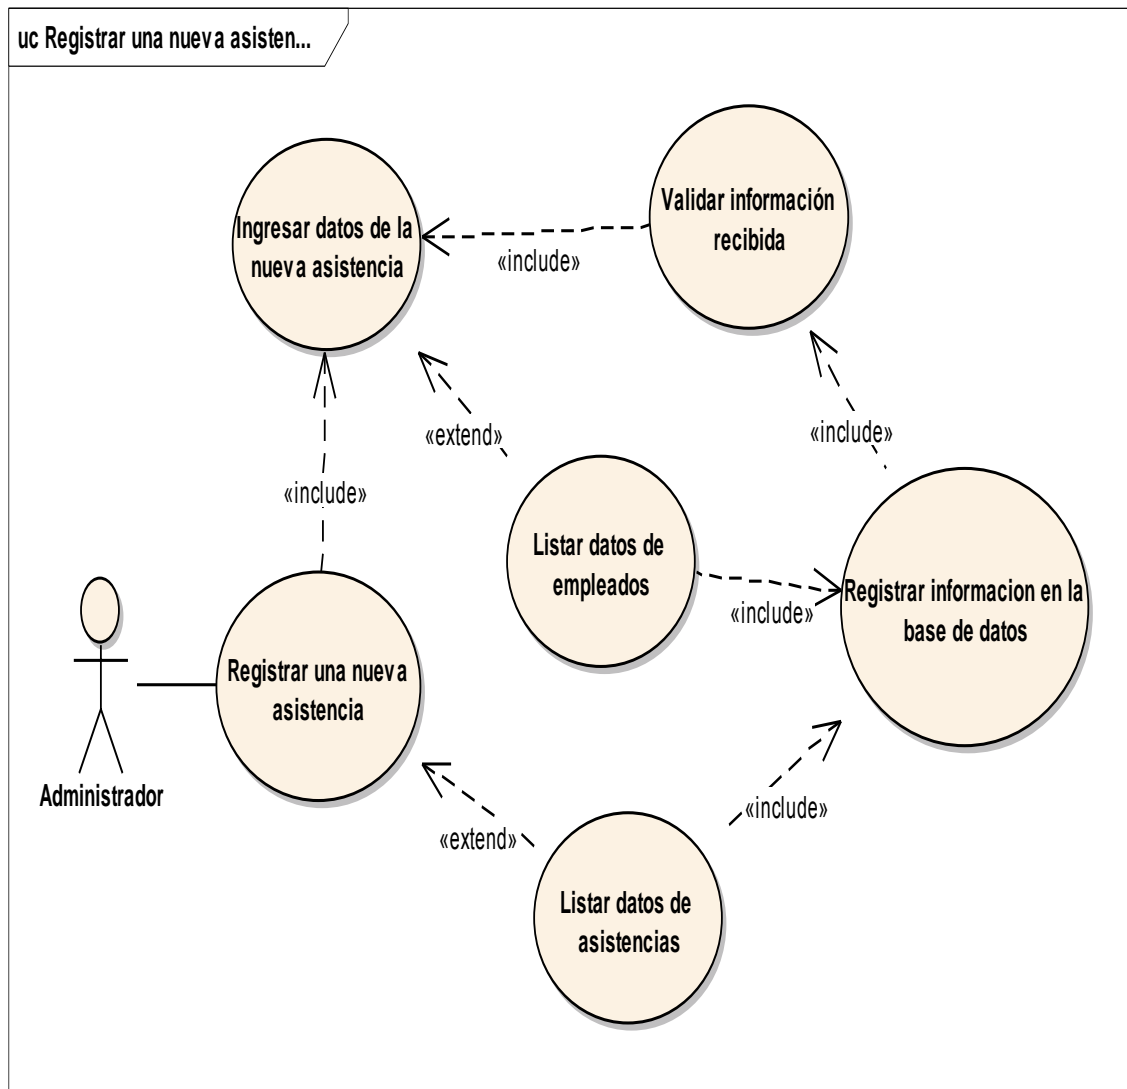 uc Registrar una nueva asisten...
Ingresar datos de la
nueva asistencia
Validar información
recibida
«include»
«extend»
«include»
«include»
Listar datos de
empleados
«include»
Registrar informacion en la
base de datos
Registrar una nueva
asistencia
Administrador
«extend»
«include»
Listar datos de
asistencias